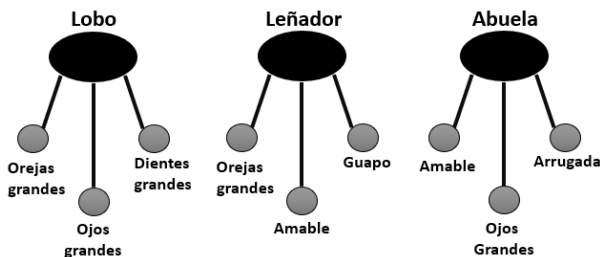 Lobo
Orejas
grandes
Ojos
grandes
Dientes
grandes
Leñador
Orejas
grandes
Amable
Guapo
Abuela
Amable
Ojos
Grandes
Arrugada